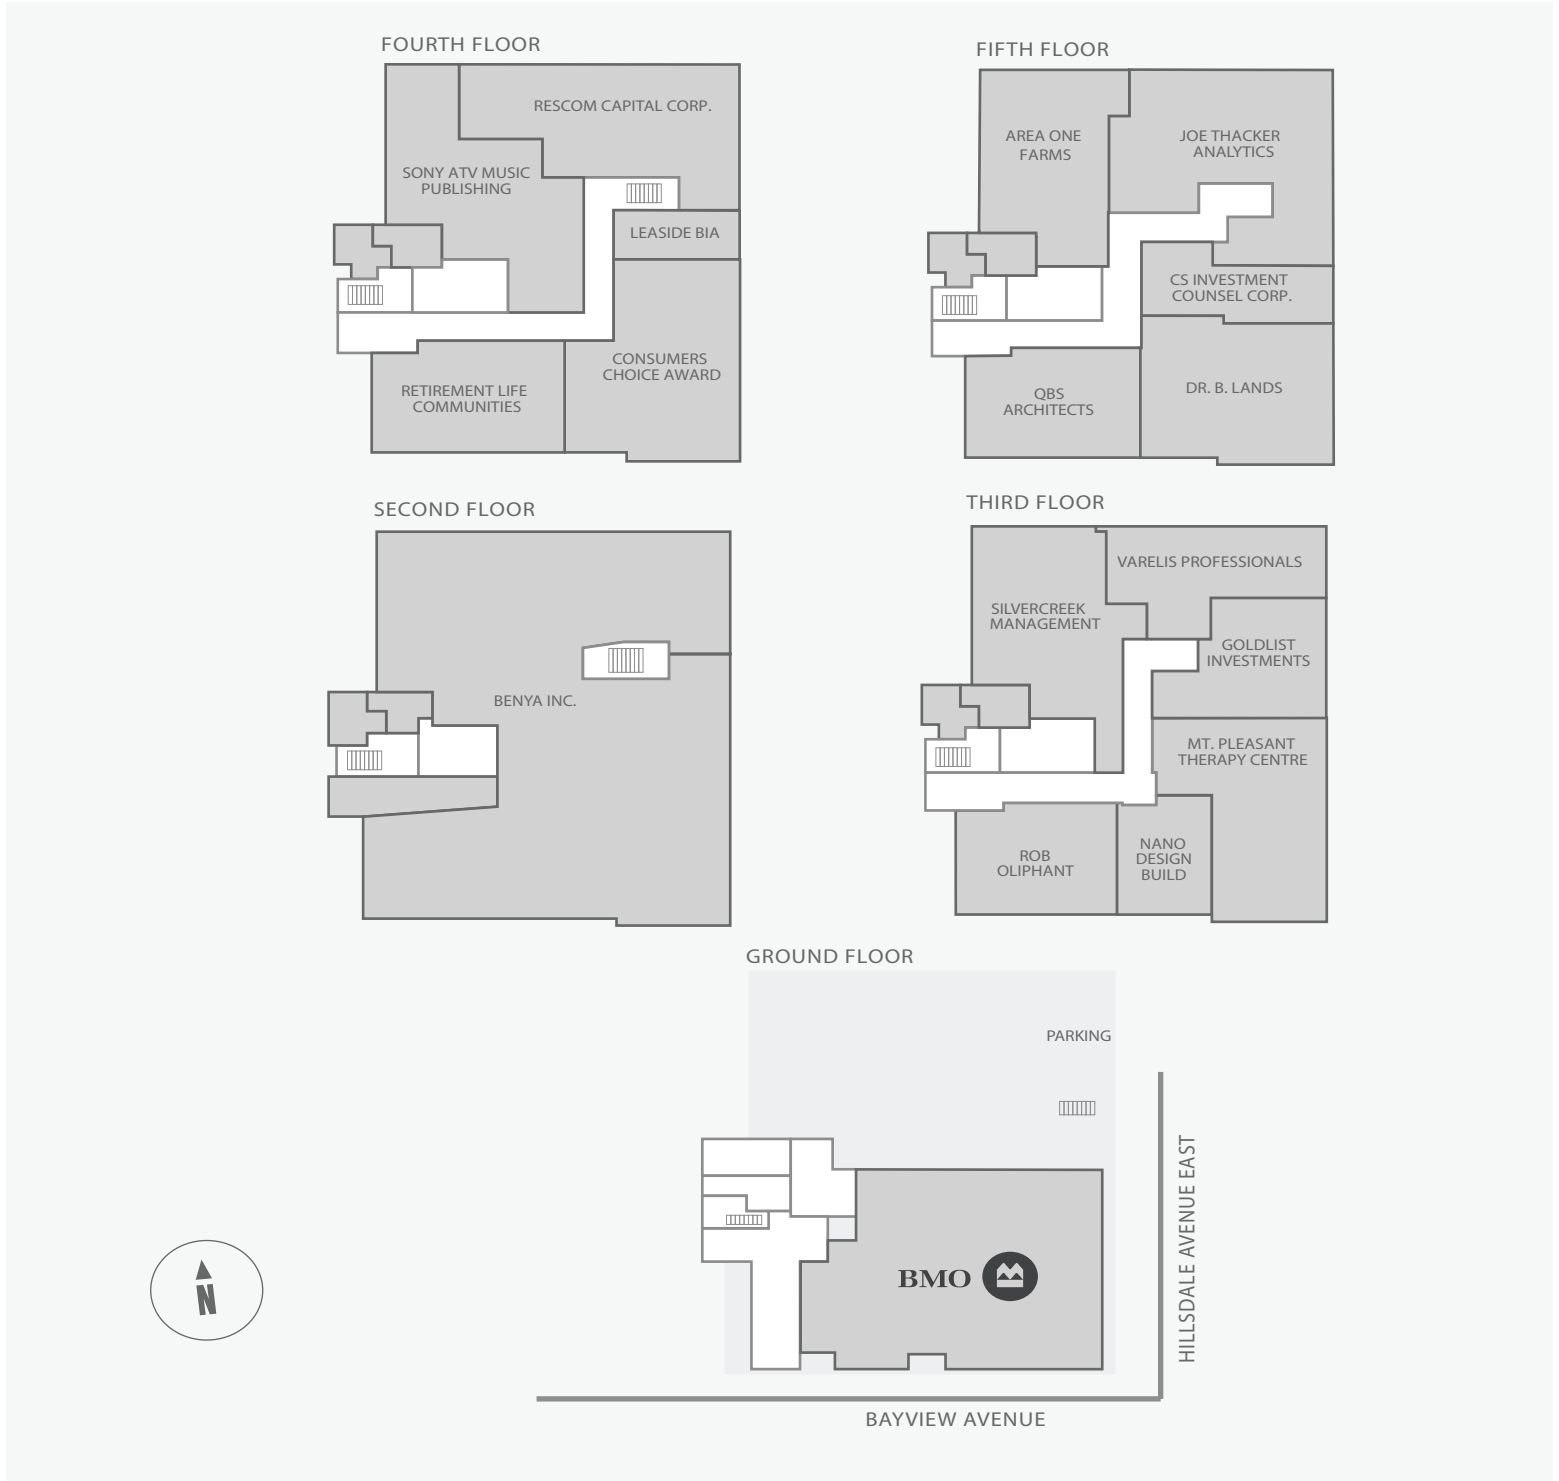 FOURTH FLOOR
RESCOM CAPITAL CORP.
SONY ATV MUSIC
PUBLISHING
LEASIDE BIA
CONSUMERS
CHOICE AWARD
RETIREMENT LIFE
COMMUNITIES
FIFTH FLOOR
AREA ONE
FARMS
JOE THACKER
ANALYTICS
CS INVESTMENT
COUNSEL CORP.
DR. B. LANDS
QBS
ARCHITECTS
SECOND FLOOR
BENYA INC.
THIRD FLOOR
VARELIS PROFESSIONALS
SILVERCREEK
MANAGEMENT
GOLDLIST
INVESTMENTS
MT. PLEASANT
THERAPY CENTRE
ROB
OLIPHANT
NANO
DESIGN
BUILD
GROUND FLOOR
PARKING
BMO
HILLSDALE AVENUE EAST
BAYVIEW AVENUE
N